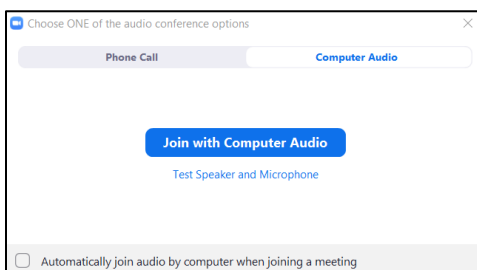 Choose ONE of the audio conference options
Phone Call
Computer Audio
Join with Computer Audio
Test Speaker and Microphone
Automatically join audio by computer when joining a meeting